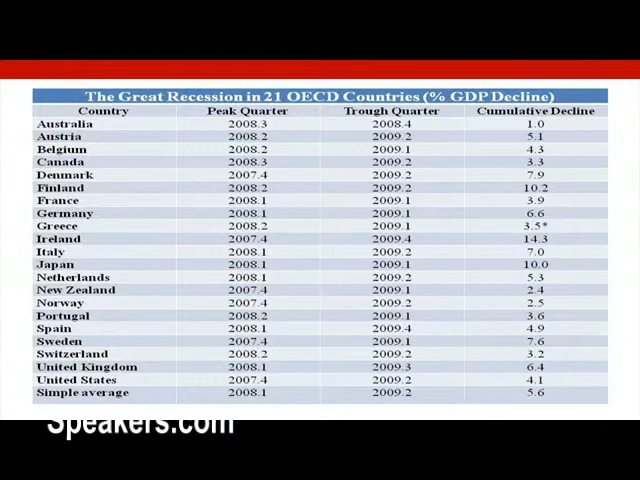 The Great Recession in 21 OECD Countries (% GDP Decline)
Country Peak Quarter Trough Quarter Cumulative Decline
Australia 2008.3 2008.4 1.0
Austria 2008.2 2009.2 5.1
Belgium 2008.2 2009.1 4.3
Canada 2008.3 2009.2 3.3
Denmark 2007.4 2009.2 7.9
Finland 2008.2 2009.2 10.2
France 2008.1 2009.1 3.9
Germany 2008.1 2009.1 6.6
Greece 2008.2 2009.1 3.5*
Ireland 2007.4 2009.4 14.3
Italy 2008.1 2009.2 7.0
Japan 2008.1 2009.1 10.0
Netherlands 2008.1 2009.2 5.3
New Zealand 2007.4 2009.1 2.4
Norway 2007.4 2009.2 2.5
Portugal 2008.2 2009.1 3.6
Spain 2008.1 2009.4 4.9
Sweden 2007.4 2009.1 7.6
Switzerland 2008.2 2009.2 3.2
United Kingdom 2008.1 2009.3 6.4
United States 2007.4 2009.2 4.1
Simple average 2008.1 2009.2 5.6
Speakers.com